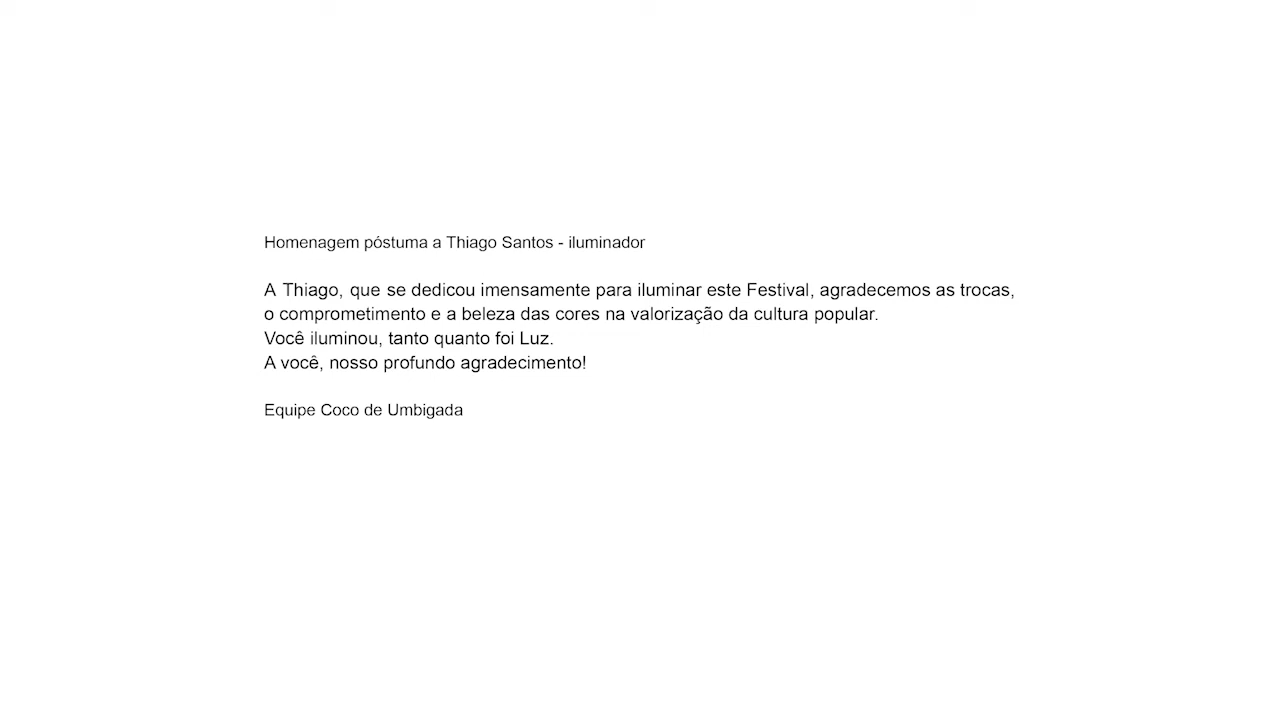 Homenagem póstuma a Thiago Santos - iluminador
A Thiago, que se dedicou imensamente para iluminar este Festival, agradecemos as trocas,
o comprometimento e a beleza das cores na valorização da cultura popular.
Você iluminou, tanto quanto foi Luz.
A você, nosso profundo agradecimento!
Equipe Coco de Umbigada